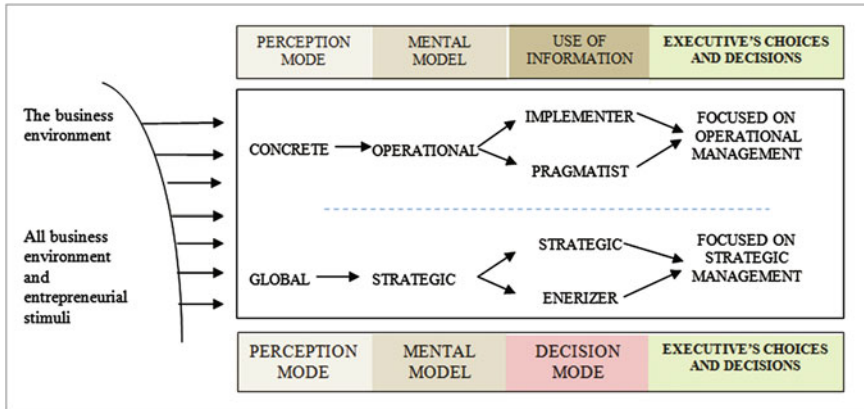 PERCEPTION
MODE
MENTAL
MODEL
USE OF
INFORMATION
EXECUTIVE'S CHOICES
AND DECISIONS
The business
environment
All business
environment
and
entrepreneurial
stimuli
CONCRETE
OPERATIONAL
IMPLEMENTER
PRAGMATIST
FOCUSED ON
OPERATIONAL
MANAGEMENT
GLOBAL
STRATEGIC
STRATEGIC
ENERIZER
FOCUSED ON
STRATEGIC
MANAGEMENT
PERCEPTION
MODE
MENTAL
MODEL
DECISION
MODE
EXECUTIVE'S CHOICES
AND DECISIONS